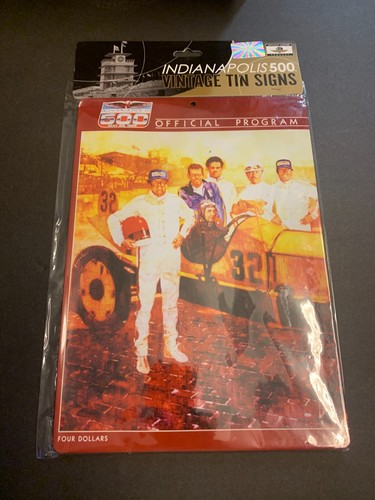 INDIANAPOLIS 500
VINTAGE TIN SIGNS
500
OFFICIAL PROGRAM
32
32
FOUR DOLLARS